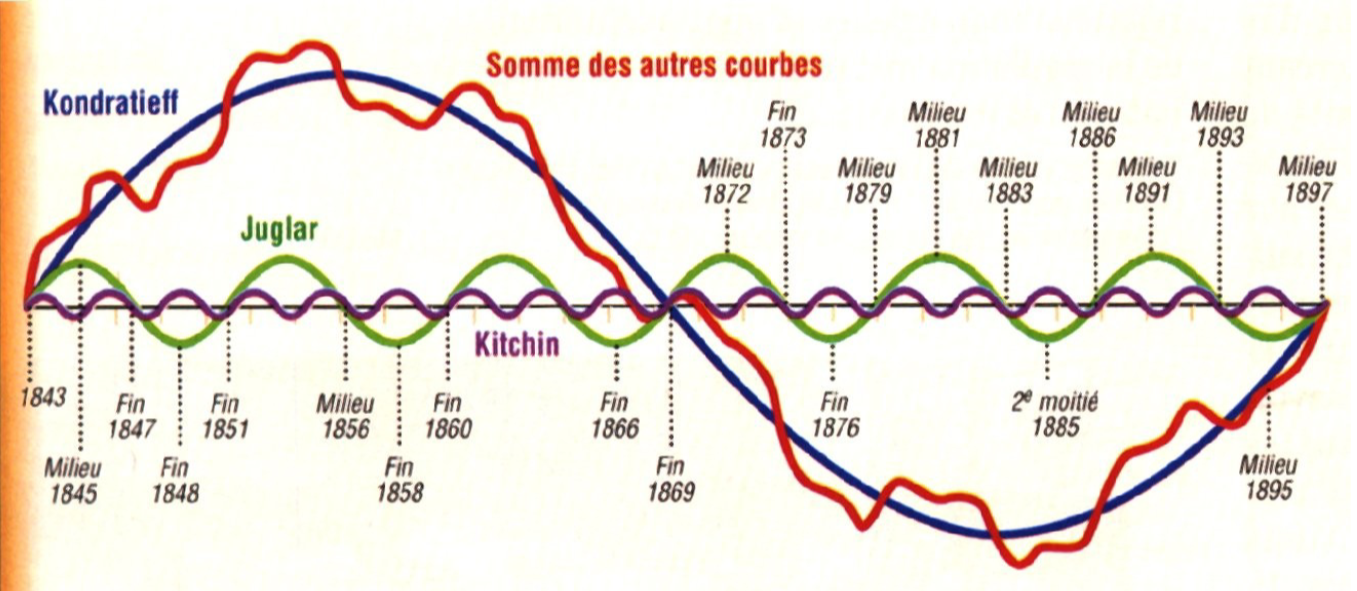 Somme des autres courbes
Kondratieff
Fin
1873
Milieu
1881
Milieu
1886
Milieu
1893
Milieu
1872
Milieu
1879
Milieu
1883
Milieu
1891
Milieu
1897
Juglar
Kitchin
1843
Fin
1847
Fin
1851
Milieu
1856
Fin
1860
Fin
1866
Fin
1876
2e moitié
1885
Milieu
1845
Fin
1848
Fin
1858
Fin
1869
Milieu
1895